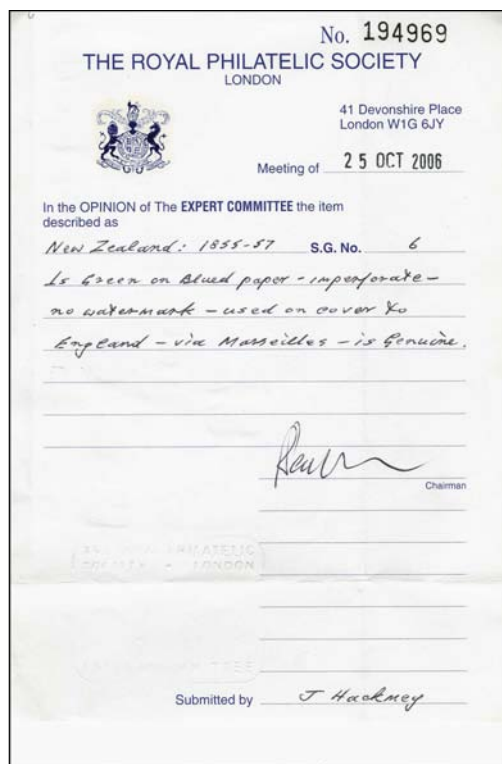 No. 194969
THE ROYAL PHILATELIC SOCIETY
LONDON
41 Devonshire Place
London W1G 6JY
Meeting of 25 OCT 2006
In the OPINION of The EXPERT COMMITTEE the item
described as
New Zealand: 1855-57 S.G. No. 6
1s Green on Blued paper - imperforate -
no watermark - used on cover to
England - via Marseilles - is Genuine.
Chairman
PHILATELIC
LONDON
Submitted by J Hackney